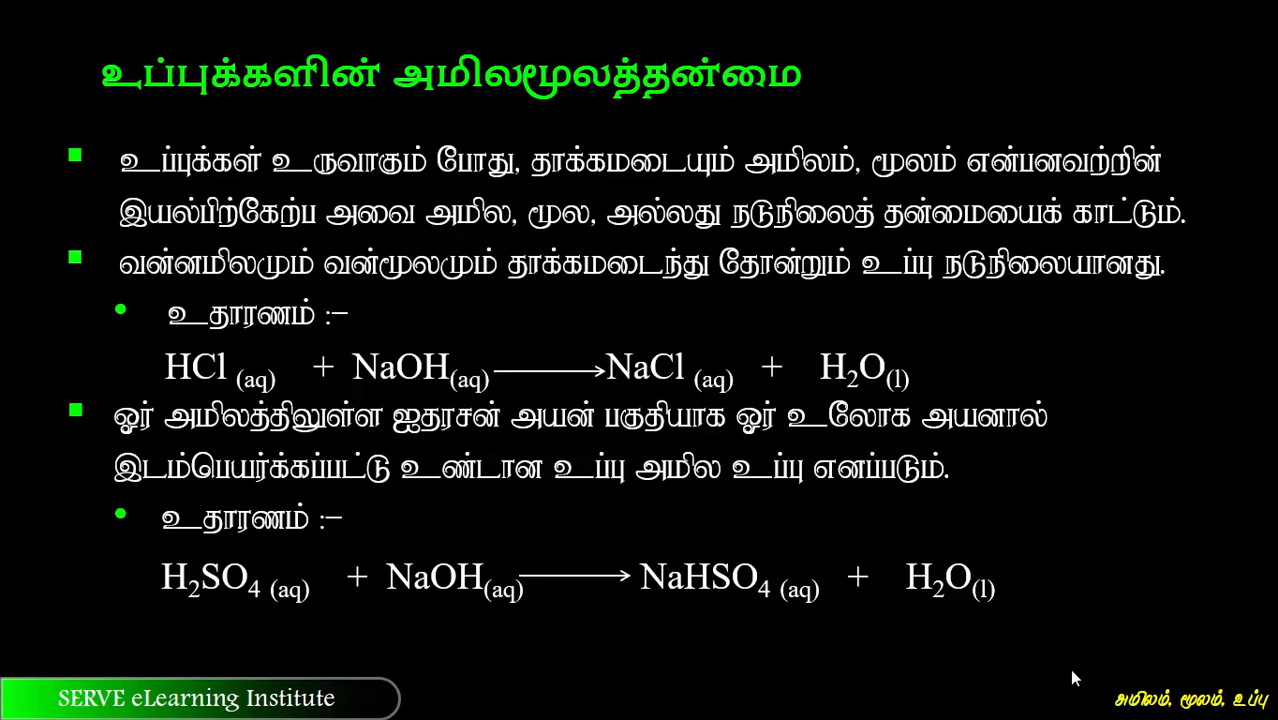 உப்புக்களின் அமிலமூலத்தன்மை
▪ உப்புக்கள் உருவாகும் போது, தாக்கமடையும் அமிலம், மூலம் என்பனவற்றின்
இயல்பிற்கேற்ப அவை அமில, மூல, அல்லது நடுநிலைத் தன்மையைக் காட்டும்.
▪ வன்னமிலமும் வன்மூலமும் தாக்கமடைந்து தோன்றும் உப்பு நடுநிலையானது.
• உதாரணம் :–
HCl (aq) + NaOH(aq) ⟶ NaCl (aq) + H₂O(l)
▪ ஓர் அமிலத்திலுள்ள ஐதரசன் அயன் பகுதியாக ஓர் உலோக அயனால்
இடம்பெயர்க்கப்பட்டு உண்டான உப்பு அமில உப்பு எனப்படும்.
• உதாரணம் :–
H₂SO₄ (aq) + NaOH(aq) ⟶ NaHSO₄ (aq) + H₂O(l)
SERVE eLearning Institute
அமிலம், மூலம், உப்பு